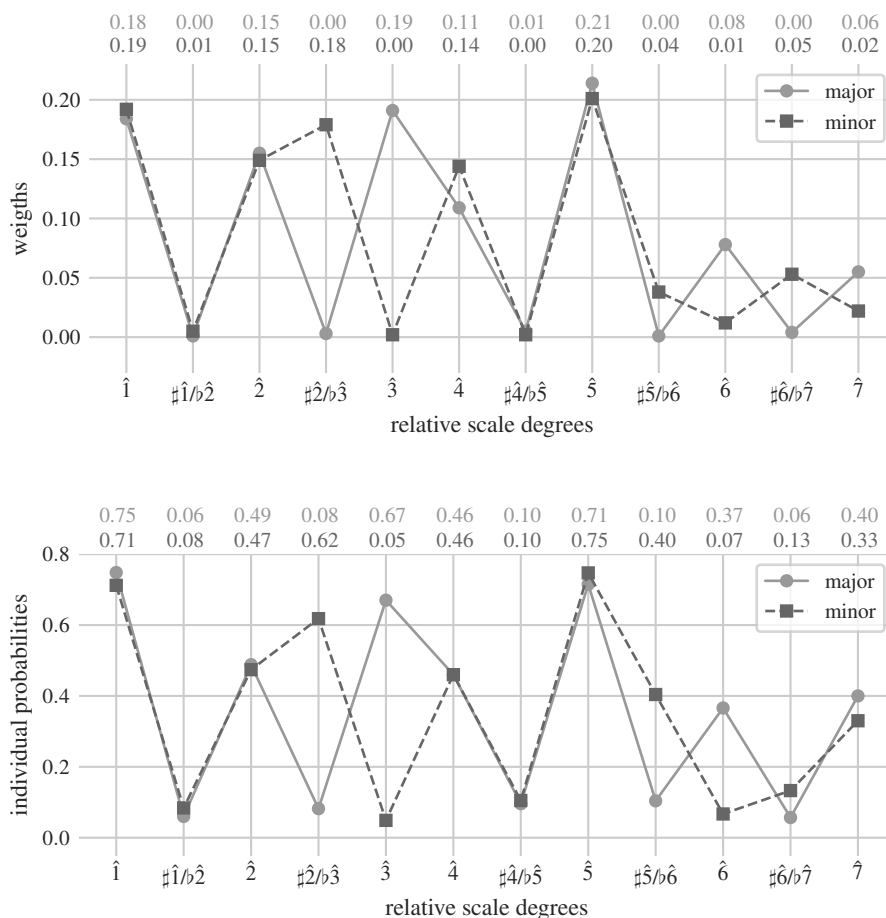 0.18 0.00 0.15 0.00 0.19 0.11 0.01 0.21 0.00 0.08 0.00 0.06
0.19 0.01 0.15 0.18 0.00 0.14 0.00 0.20 0.04 0.01 0.05 0.02
major
minor
0.20
0.15
0.10
0.05
0.00
weigths
1̂ ♯1̂/♭2̂ 2̂ ♯2̂/♭3̂ 3̂ 4̂ ♯4̂/♭5̂ 5̂ ♯5̂/♭6̂ 6̂ ♯6̂/♭7̂ 7̂
relative scale degrees
0.75 0.06 0.49 0.08 0.67 0.46 0.10 0.71 0.10 0.37 0.06 0.40
0.71 0.08 0.47 0.62 0.05 0.46 0.10 0.75 0.40 0.07 0.13 0.33
major
minor
0.8
0.6
0.4
0.2
0.0
individual probabilities
1̂ ♯1̂/♭2̂ 2̂ ♯2̂/♭3̂ 3̂ 4̂ ♯4̂/♭5̂ 5̂ ♯5̂/♭6̂ 6̂ ♯6̂/♭7̂ 7̂
relative scale degrees